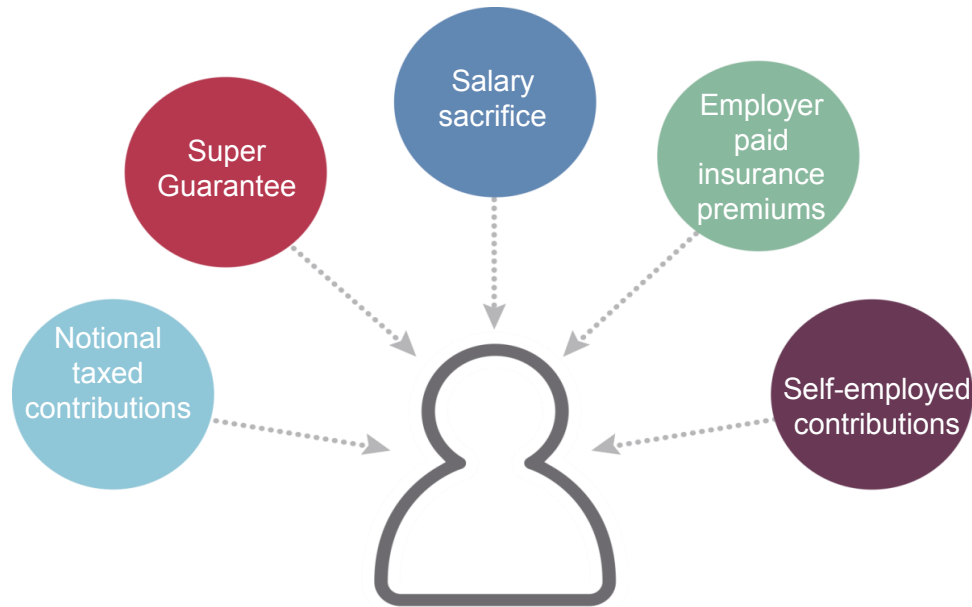 Salary
sacrifice
Employer
paid
insurance
premiums
Super
Guarantee
Notional
taxed
contributions
Self-employed
contributions